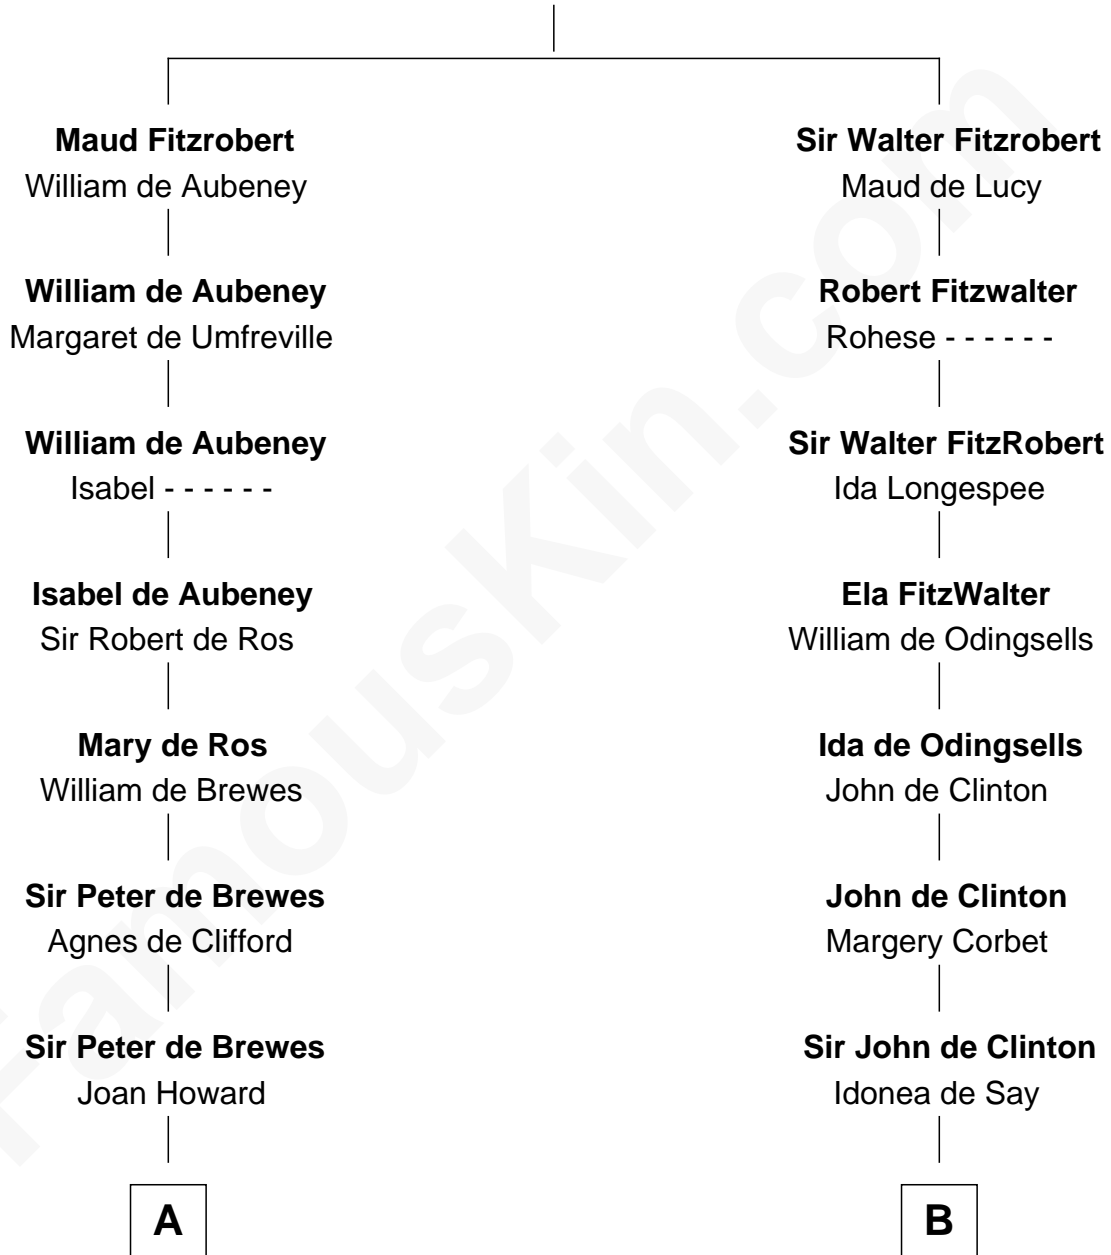 Maud Fitzrobert
William de Aubeney
Sir Walter Fitzrobert
Maud de Lucy
William de Aubeney
Margaret de Umfreville
Robert Fitzwalter
Rohese - - - - - -
William de Aubeney
Isabel - - - - - -
Sir Walter FitzRobert
Ida Longespee
Isabel de Aubeney
Sir Robert de Ros
Ela FitzWalter
William de Odingsells
Mary de Ros
William de Brewes
Ida de Odingsells
John de Clinton
Sir Peter de Brewes
Agnes de Clifford
John de Clinton
Margery Corbet
Sir Peter de Brewes
Joan Howard
Sir John de Clinton
Idonea de Say
A
B
FamousKin.com